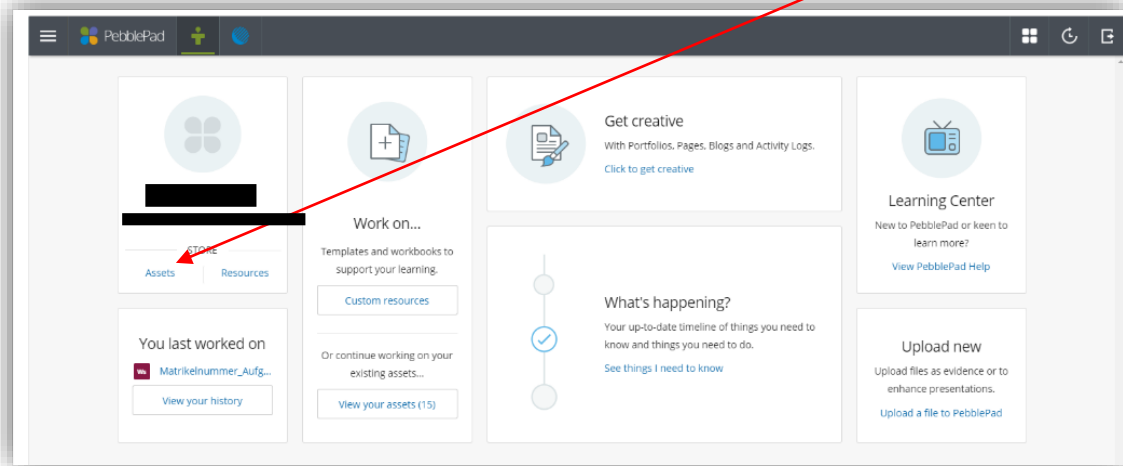 PebblePad
STORE
Assets
Resources
You last worked on
Matrikelnummer_Aufg...
View your history
Work on...
Templates and workbooks to
support your learning.
Custom resources
Or continue working on your
existing assets...
View your assets (15)
Get creative
With Portfolios, Pages, Blogs and Activity Logs.
Click to get creative
What's happening?
Your up-to-date timeline of things you need to
know and things you need to do.
See things I need to know
Learning Center
New to PebblePad or keen to
learn more?
View PebblePad Help
Upload new
Upload files as evidence or to
enhance presentations.
Upload a file to PebblePad